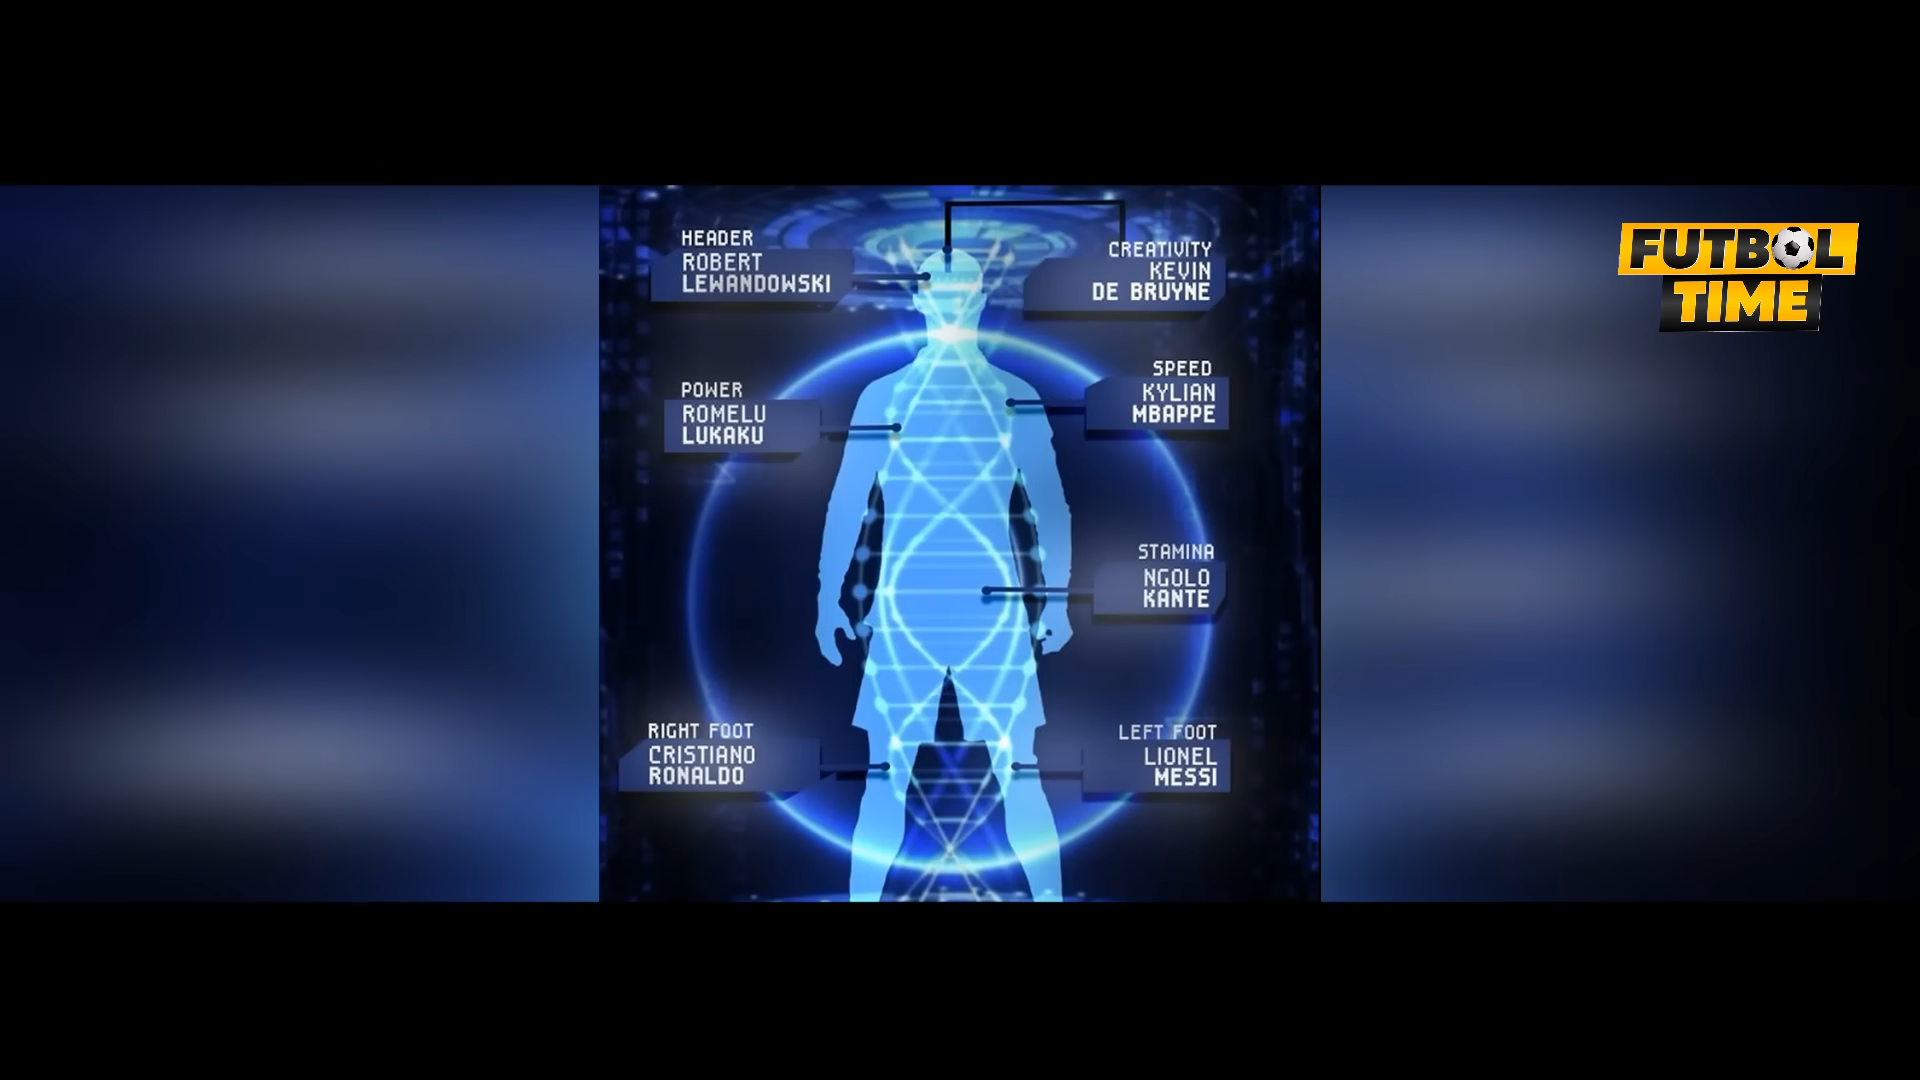 HEADER
ROBERT
LEWANDOWSKI
CREATIVITY
KEVIN
DE BRUYNE
POWER
ROMELU
LUKAKU
SPEED
KYLIAN
MBAPPE
STAMINA
NGOLO
KANTE
RIGHT FOOT
CRISTIANO
RONALDO
LEFT FOOT
LIONEL
MESSI
FUTBOL
TIME